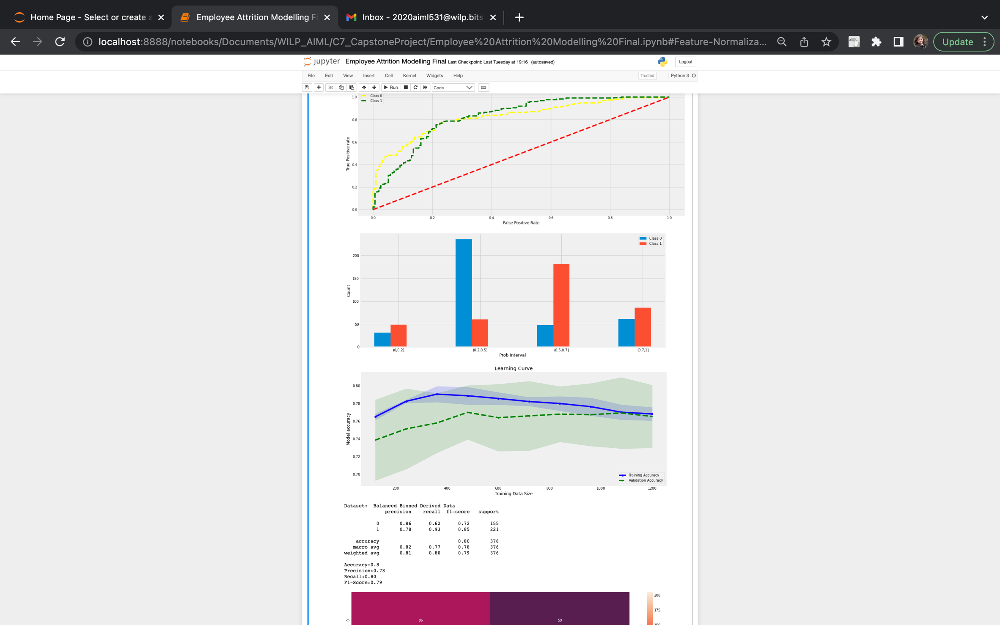 Home Page - Select or create a
Employee Attrition Modelling Fi
Inbox - 2020aiml531@wilp.bits
localhost:8888/notebooks/Documents/WILP_AIML/C7_CapstoneProject/Employee%20Attrition%20Modelling%20Final.ipynb#Feature-Normaliza...
Update
jupyter Employee Attrition Modelling Final Last Checkpoint: Last Tuesday at 19:16 (autosaved)
Logout
File Edit View Insert Cell Kernel Widgets Help
Trusted
Python 3
Run
Code
Class 0
Class 1
1.0
0.8
0.6
0.4
0.2
0.0
True Positive rate
0.0 0.2 0.4 0.6 0.8 1.0
False Positive Rate
Class 0
Class 1
200
150
100
50
0
Count
(0,0.2] (0.2,0.5] (0.5,0.7] (0.7,1]
Prob Interval
Learning Curve
0.80
0.78
0.76
0.74
0.72
0.70
Model accuracy
Training Accuracy
Validation Accuracy
200 400 600 800 1000 1200
Training Data Size
Dataset: Balanced Binned Derived Data
precision recall f1-score support
0 0.86 0.62 0.72 155
1 0.78 0.93 0.85 221
accuracy 0.80 376
macro avg 0.82 0.77 0.78 376
weighted avg 0.81 0.80 0.79 376
Accuracy:0.8
Precision:0.78
Recall:0.80
F1-Score:0.79
200
175
0
96 59